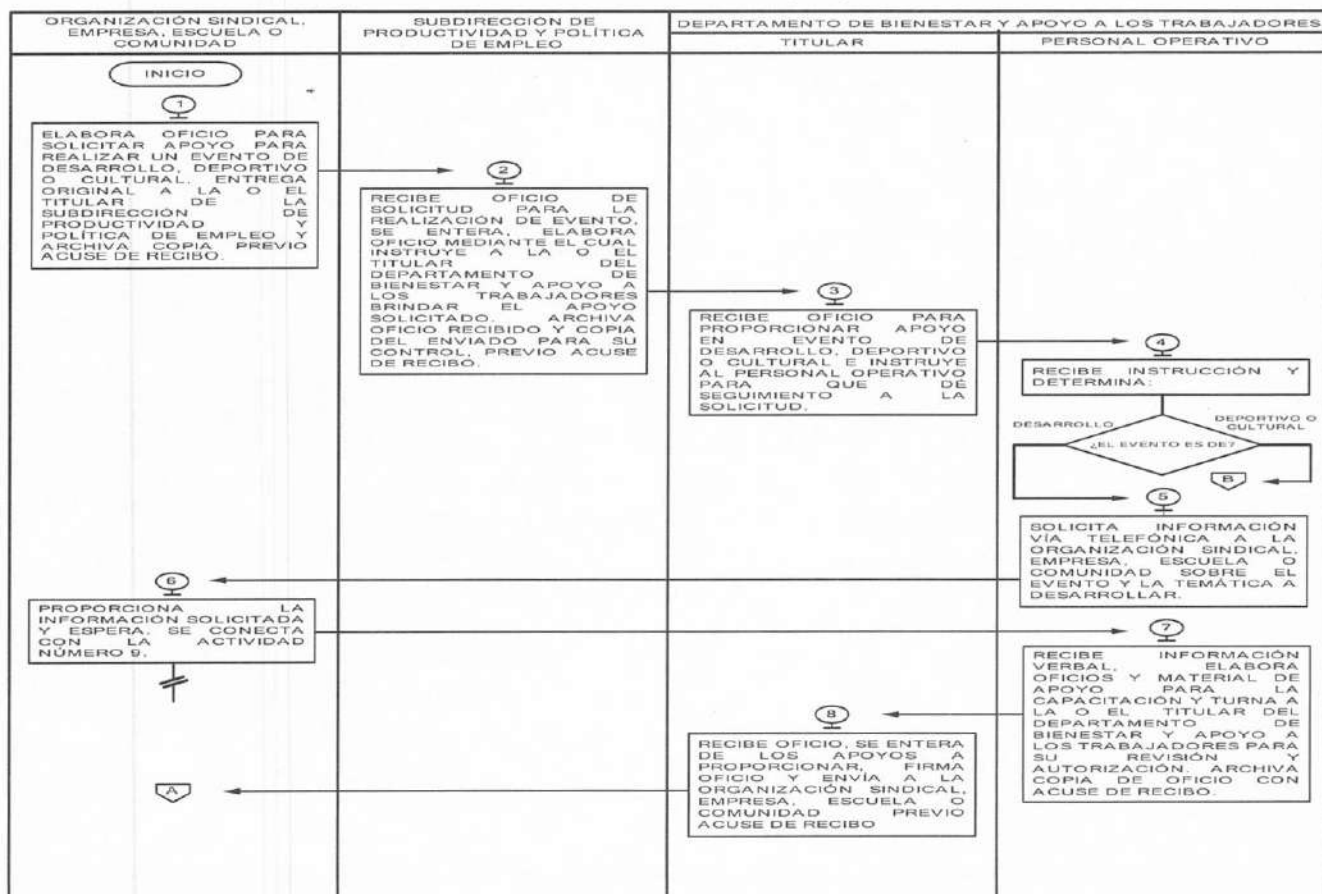 ORGANIZACIÓN SINDICAL,
EMPRESA, ESCUELA O
COMUNIDAD
SUBDIRECCIÓN DE
PRODUCTIVIDAD Y POLÍTICA
DE EMPLEO
DEPARTAMENTO DE BIENESTAR Y APOYO A LOS TRABAJADORES
TITULAR
PERSONAL OPERATIVO
INICIO
1
ELABORA OFICIO PARA
SOLICITAR APOYO PARA
REALIZAR UN EVENTO DE
DESARROLLO, DEPORTIVO
O CULTURAL. ENTREGA
ORIGINAL A LA O EL
TITULAR DE LA
SUBDIRECCIÓN DE
PRODUCTIVIDAD Y
POLÍTICA DE EMPLEO Y
ARCHIVA COPIA PREVIO
ACUSE DE RECIBO.
2
RECIBE OFICIO DE
SOLICITUD PARA LA
REALIZACIÓN DE EVENTO,
SE ENTERA, ELABORA
OFICIO MEDIANTE EL CUAL
INSTRUYE A LA O EL
TITULAR DEL
DEPARTAMENTO DE
BIENESTAR Y APOYO A
LOS TRABAJADORES
BRINDAR EL APOYO
SOLICITADO. ARCHIVA
OFICIO RECIBIDO Y COPIA
DEL ENVIADO PARA SU
CONTROL, PREVIO ACUSE
DE RECIBO.
3
RECIBE OFICIO PARA
PROPORCIONAR APOYO
EN EVENTO DE
DESARROLLO, DEPORTIVO
O CULTURAL E INSTRUYE
AL PERSONAL OPERATIVO
PARA QUE DÉ
SEGUIMIENTO A LA
SOLICITUD.
4
RECIBE INSTRUCCIÓN Y
DETERMINA:
DESARROLLO
DEPORTIVO O
CULTURAL
¿EL EVENTO ES DE?
B
5
SOLICITA INFORMACIÓN
VÍA TELEFÓNICA A LA
ORGANIZACIÓN SINDICAL,
EMPRESA, ESCUELA O
COMUNIDAD SOBRE EL
EVENTO Y LA TEMÁTICA A
DESARROLLAR.
6
PROPORCIONA LA
INFORMACIÓN SOLICITADA
Y ESPERA. SE CONECTA
CON LA ACTIVIDAD
NÚMERO 9.
7
RECIBE INFORMACIÓN
VERBAL, ELABORA
OFICIOS Y MATERIAL DE
APOYO PARA LA
CAPACITACIÓN Y TURNA A
LA O EL TITULAR DEL
DEPARTAMENTO DE
BIENESTAR Y APOYO A
LOS TRABAJADORES PARA
SU REVISIÓN Y
AUTORIZACIÓN. ARCHIVA
COPIA DE OFICIO CON
ACUSE DE RECIBO.
8
RECIBE OFICIO, SE ENTERA
DE LOS APOYOS A
PROPORCIONAR, FIRMA
OFICIO Y ENVÍA A LA
ORGANIZACIÓN SINDICAL,
EMPRESA, ESCUELA O
COMUNIDAD PREVIO
ACUSE DE RECIBO
A